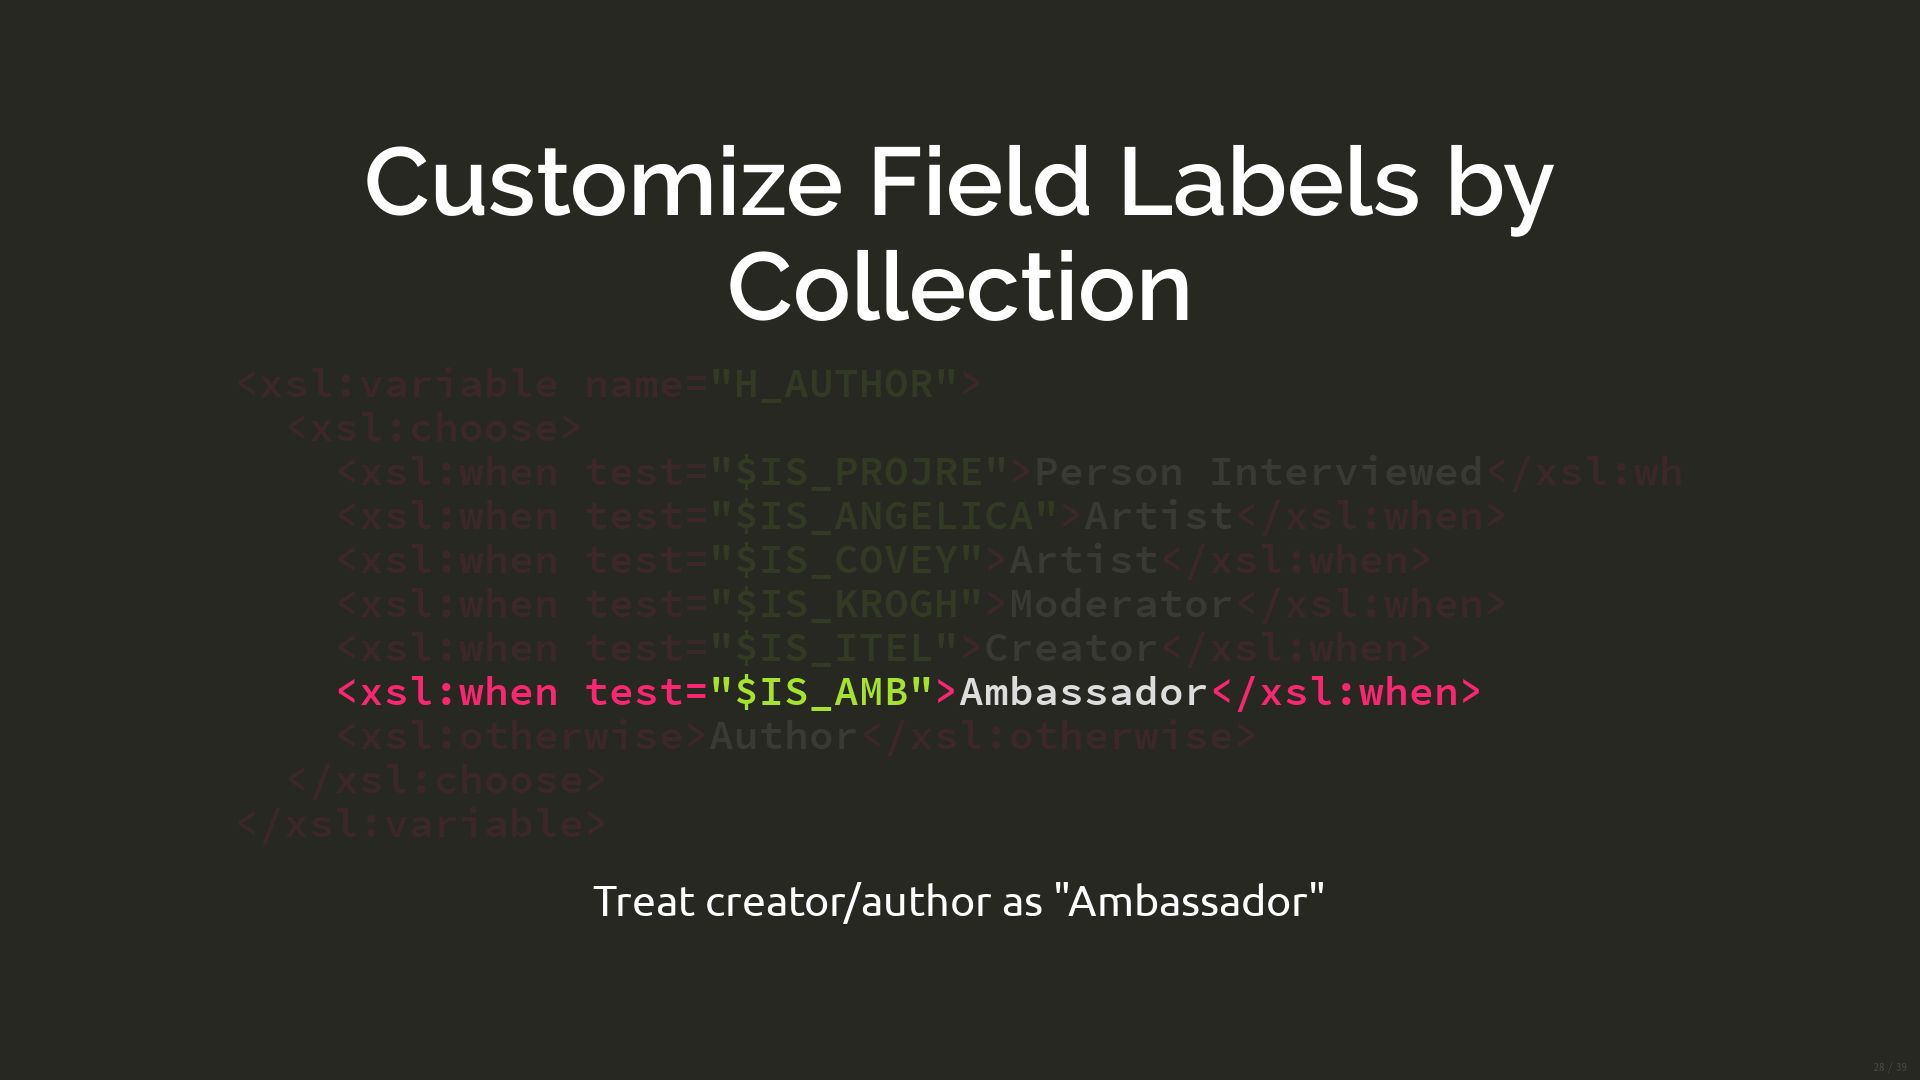 Customize Field Labels by
Collection
<xsl:variable name="H_AUTHOR">
  <xsl:choose>
    <xsl:when test="$IS_PROJRE">Person Interviewed</xsl:wh
    <xsl:when test="$IS_ANGELICA">Artist</xsl:when>
    <xsl:when test="$IS_COVEY">Artist</xsl:when>
    <xsl:when test="$IS_KROGH">Moderator</xsl:when>
    <xsl:when test="$IS_ITEL">Creator</xsl:when>
    <xsl:when test="$IS_AMB">Ambassador</xsl:when>
    <xsl:otherwise>Author</xsl:otherwise>
  </xsl:choose>
</xsl:variable>
Treat creator/author as "Ambassador"
28 / 39